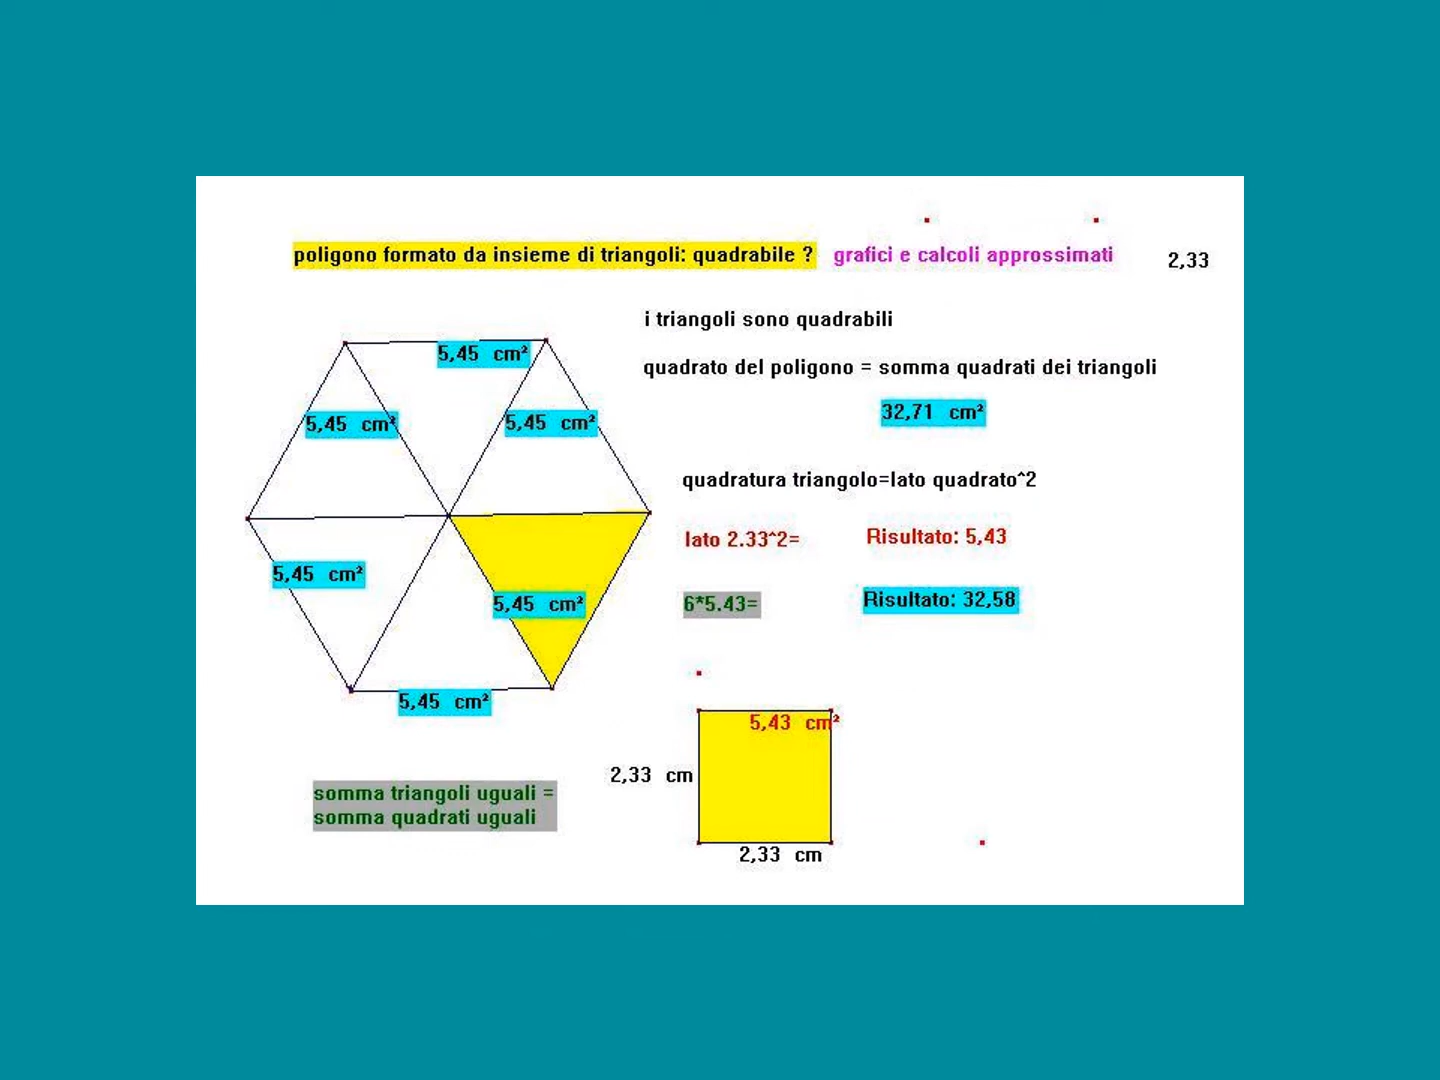 poligono formato da insieme di triangoli: quadrabile ? grafici e calcoli approssimati 2,33
i triangoli sono quadrabili
5,45 cm²
quadrato del poligono = somma quadrati dei triangoli
32,71 cm²
5,45 cm²
5,45 cm²
quadratura triangolo=lato quadrato^2
lato 2.33^2= Risultato: 5,43
5,45 cm²
5,45 cm²
6*5.43= Risultato: 32,58
5,45 cm²
5,43 cm²
2,33 cm
somma triangoli uguali =
somma quadrati uguali
2,33 cm